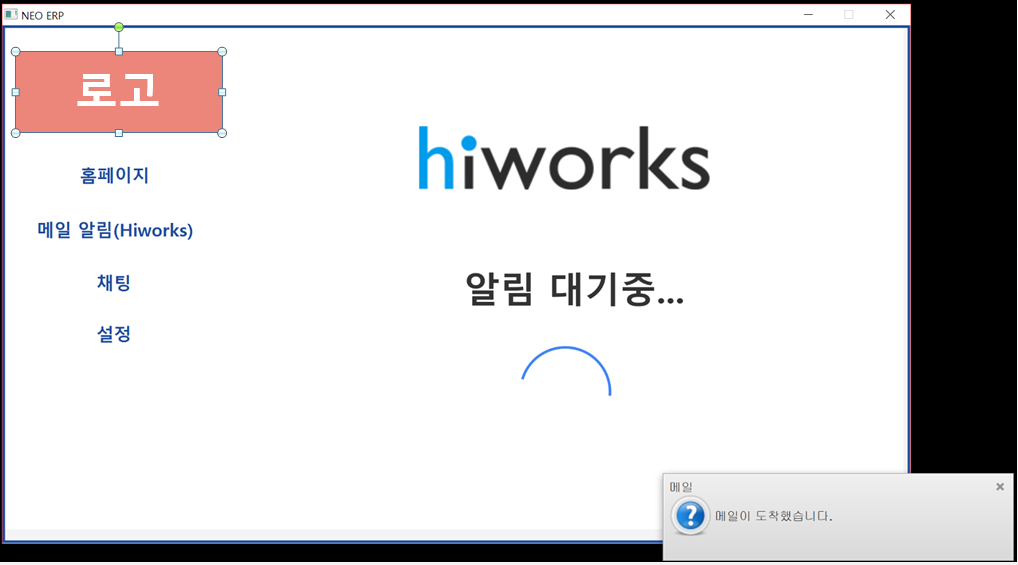 NEO ERP
로고
홈페이지
메일 알림(Hiworks)
채팅
설정
hiworks
알림 대기중...
메일
메일이 도착했습니다.